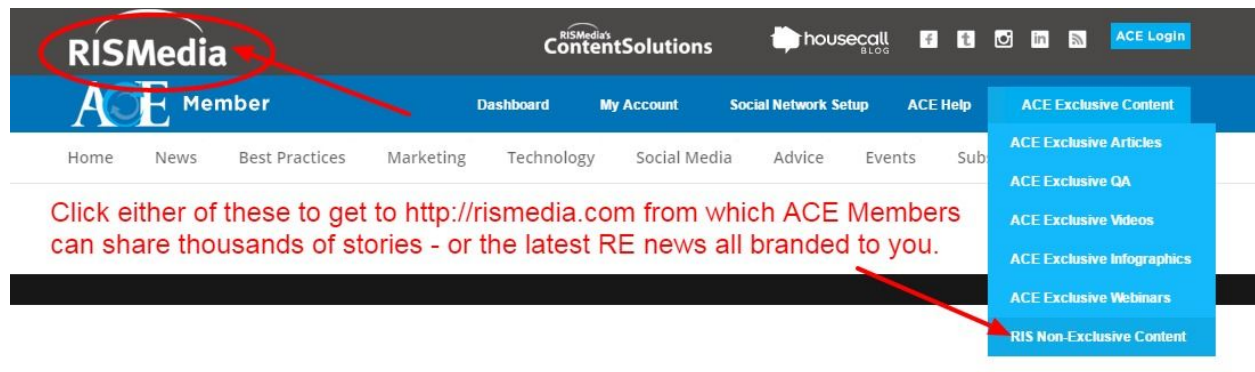 RISMedia
RISMedia's
ContentSolutions
housecall
BLOG
ACE Login
ACE Member
Dashboard My Account Social Network Setup ACE Help ACE Exclusive Content
Home News Best Practices Marketing Technology Social Media Advice Events
ACE Exclusive Articles
ACE Exclusive QA
ACE Exclusive Videos
ACE Exclusive Infographics
ACE Exclusive Webinars
RIS Non-Exclusive Content
Click either of these to get to http://rismedia.com from which ACE Members
can share thousands of stories - or the latest RE news all branded to you.